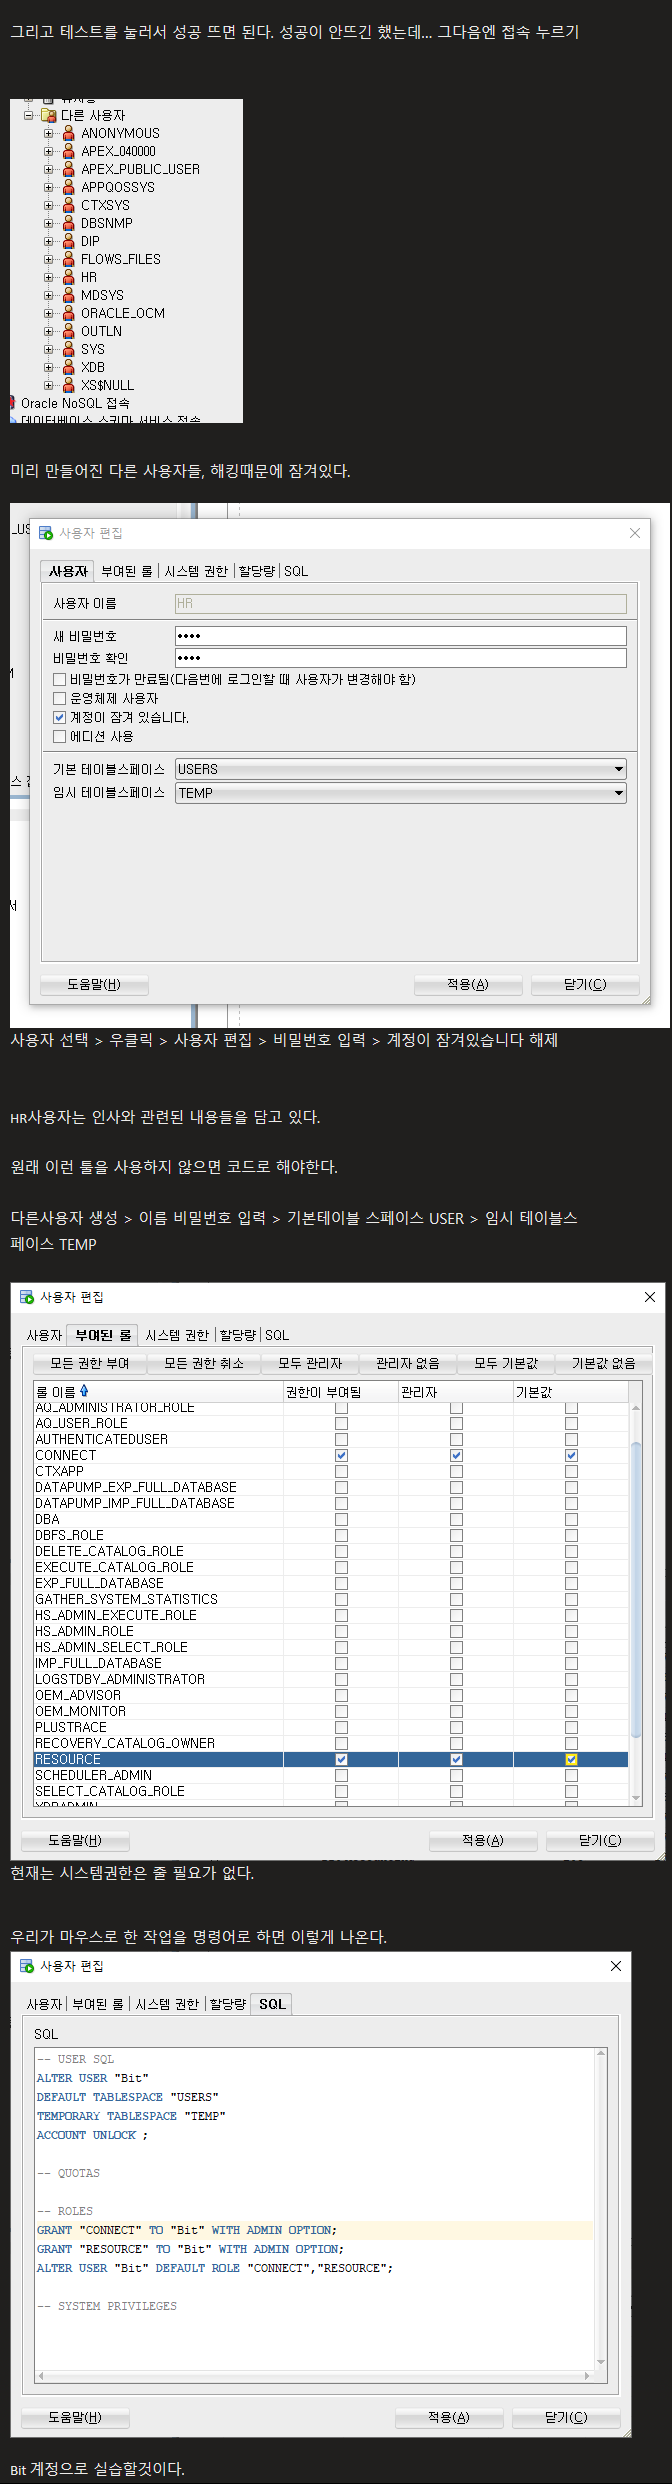 그리고 테스트를 눌러서 성공 뜨면 된다. 성공이 안뜨긴 했는데... 그다음엔 접속 누르기
다른 사용자
ANONYMOUS
APEX_040000
APEX_PUBLIC_USER
APPQOSSYS
CTXSYS
DBSNMP
DIP
FLOWS_FILES
HR
MDSYS
ORACLE_OCM
OUTLN
SYS
XDB
XS$NULL
Oracle NoSQL 접속
데이터베이스 스키마 서비스 접속
미리 만들어진 다른 사용자들, 해킹때문에 잠겨있다.
_US
사용자 편집
사용자 부여된 롤 시스템 권한 할당량 SQL
사용자 이름 HR
새 비밀번호 ••••
비밀번호 확인 ••••
비밀번호가 만료됨(다음번에 로그인할 때 사용자가 변경해야 함)
운영체제 사용자
계정이 잠겨 있습니다.
에디션 사용
기본 테이블스페이스 USERS
임시 테이블스페이스 TEMP
도움말(H) 적용(A) 닫기(C)
사용자 선택 > 우클릭 > 사용자 편집 > 비밀번호 입력 > 계정이 잠겨있습니다 해제
HR사용자는 인사와 관련된 내용들을 담고 있다.
원래 이런 툴을 사용하지 않으면 코드로 해야한다.
다른사용자 생성 > 이름 비밀번호 입력 > 기본테이블 스페이스 USER > 임시 테이블스
페이스 TEMP
사용자 편집
사용자 부여된 롤 시스템 권한 할당량 SQL
모든 권한 부여 모든 권한 취소 모두 관리자 관리자 없음 모두 기본값 기본값 없음
롤 이름 권한이 부여됨 관리자 기본값
AQ_ADMINISTRATOR_ROLE
AQ_USER_ROLE
AUTHENTICATEDUSER
CONNECT
CTXAPP
DATAPUMP_EXP_FULL_DATABASE
DATAPUMP_IMP_FULL_DATABASE
DBA
DBFS_ROLE
DELETE_CATALOG_ROLE
EXECUTE_CATALOG_ROLE
EXP_FULL_DATABASE
GATHER_SYSTEM_STATISTICS
HS_ADMIN_EXECUTE_ROLE
HS_ADMIN_ROLE
HS_ADMIN_SELECT_ROLE
IMP_FULL_DATABASE
LOGSTDBY_ADMINISTRATOR
OEM_ADVISOR
OEM_MONITOR
PLUSTRACE
RECOVERY_CATALOG_OWNER
RESOURCE
SCHEDULER_ADMIN
SELECT_CATALOG_ROLE
XDBADMIN
도움말(H) 적용(A) 닫기(C)
현재는 시스템권한은 줄 필요가 없다.
우리가 마우스로 한 작업을 명령어로 하면 이렇게 나온다.
사용자 편집
사용자 부여된 롤 시스템 권한 할당량 SQL
SQL
-- USER SQL
ALTER USER "Bit"
DEFAULT TABLESPACE "USERS"
TEMPORARY TABLESPACE "TEMP"
ACCOUNT UNLOCK ;
-- QUOTAS
-- ROLES
GRANT "CONNECT" TO "Bit" WITH ADMIN OPTION;
GRANT "RESOURCE" TO "Bit" WITH ADMIN OPTION;
ALTER USER "Bit" DEFAULT ROLE "CONNECT","RESOURCE";
-- SYSTEM PRIVILEGES
도움말(H) 적용(A) 닫기(C)
Bit 계정으로 실습할것이다.